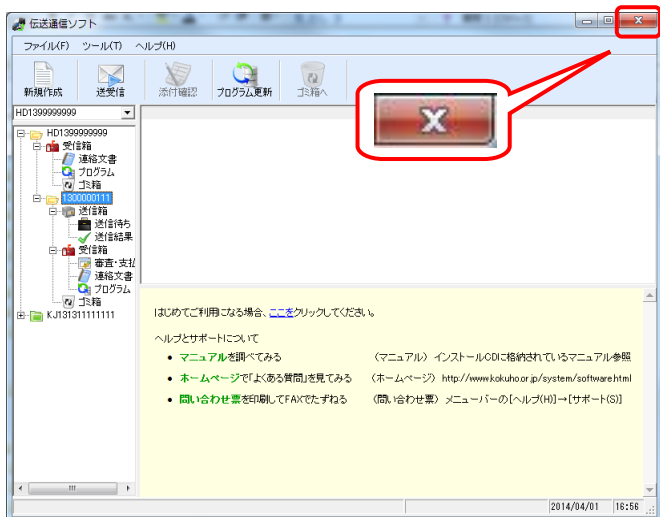 伝送通信ソフト
ファイル(F) ツール(T) ヘルプ(H)
新規作成 送受信 添付確認 プログラム更新 ゴミ箱へ
HD1399999999
HD1399999999
受信箱
連絡文書
プログラム
ゴミ箱
1300000111
送信箱
送信待ち
送信結果
受信箱
審査・支払
連絡文書
プログラム
ゴミ箱
KJ131311111111
はじめてご利用になる場合、ここをクリックしてください。
ヘルプとサポートについて
• マニュアルを調べてみる (マニュアル) インストールCDに格納されているマニュアル参照
• ホームページで「よくある質問」を見てみる (ホームページ) http://www.kokuho.or.jp/system/software.html
• 問い合わせ票を印刷してFAXでたずねる (問い合わせ票) メニューバーの[ヘルプ(H)]→[サポート(S)]
2014/04/01 16:56